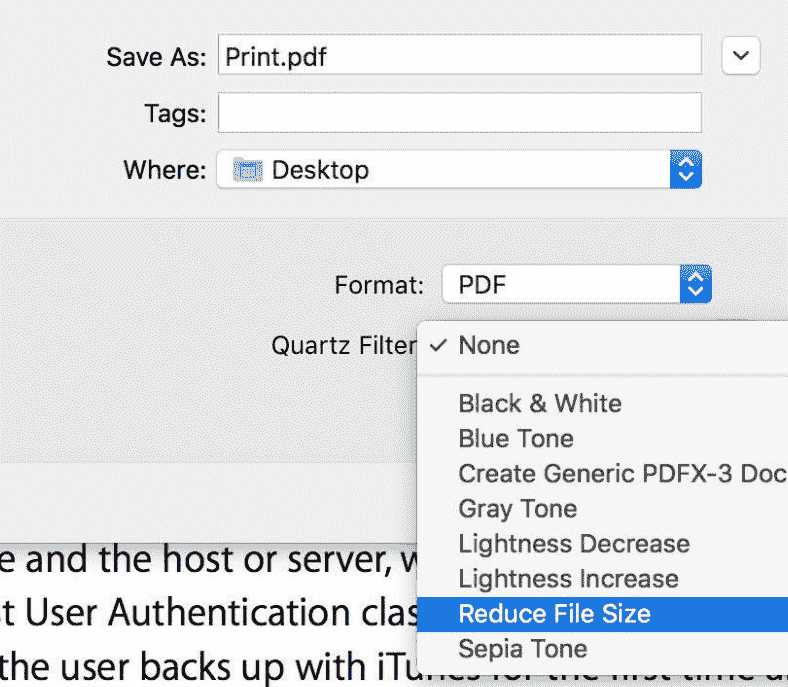 Save As: Print.pdf
Tags:
Where: Desktop
Format: PDF
Quartz Filter
✓ None
Black & White
Blue Tone
Create Generic PDFX-3 Doc
Gray Tone
Lightness Decrease
Lightness Increase
Reduce File Size
Sepia Tone
e and the host or server, w
t User Authentication clas
the user backs up with iTunes for the first time